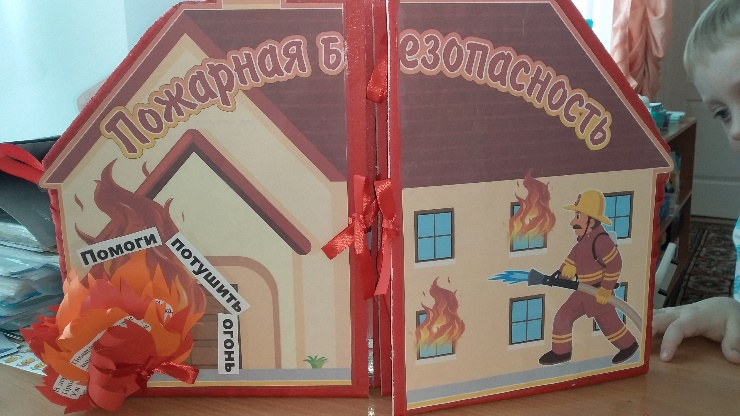 Пожарная безопасность
Помоги
потушить
огонь